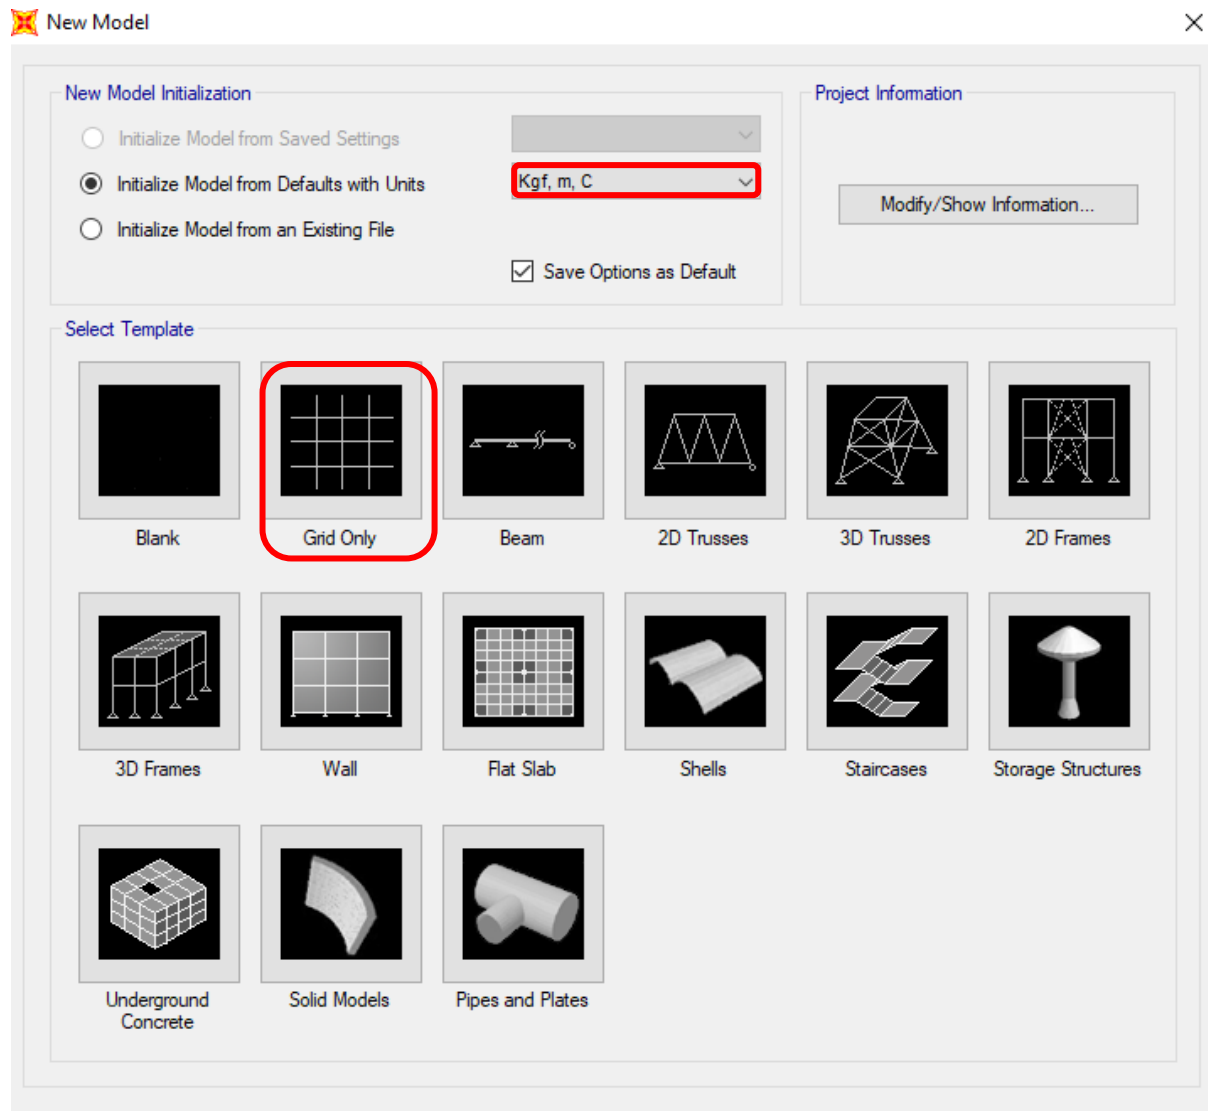 New Model
New Model Initialization
Initialize Model from Saved Settings
Initialize Model from Defaults with Units
Kgf, m, C
Initialize Model from an Existing File
Save Options as Default
Project Information
Modify/Show Information...
Select Template
Blank
Grid Only
Beam
2D Trusses
3D Trusses
2D Frames
3D Frames
Wall
Flat Slab
Shells
Staircases
Storage Structures
Underground
Concrete
Solid Models
Pipes and Plates